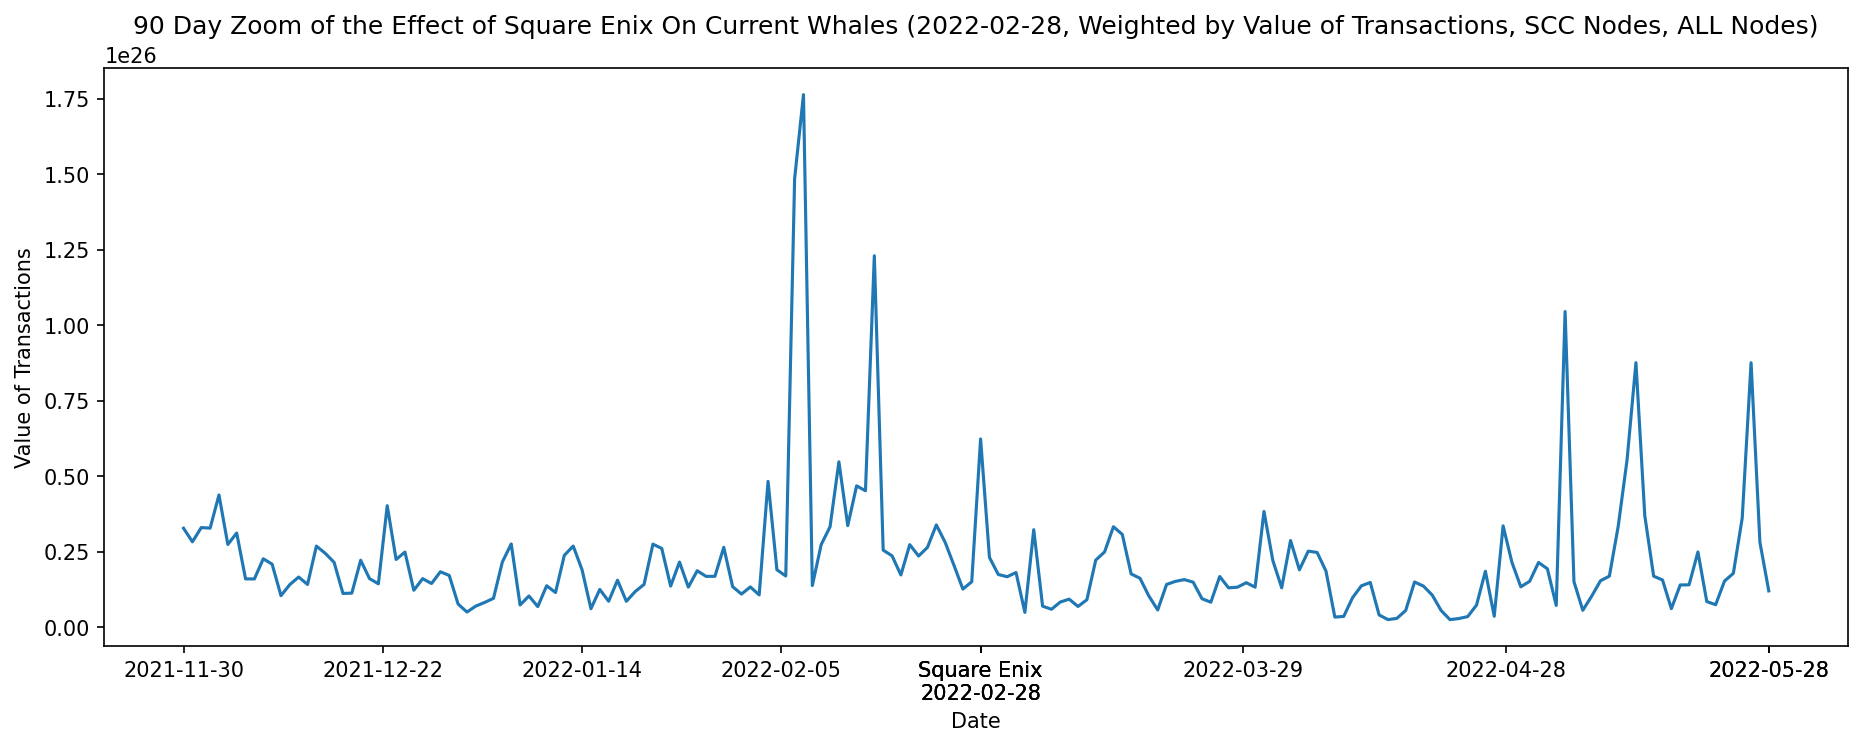 90 Day Zoom of the Effect of Square Enix On Current Whales (2022-02-28, Weighted by Value of Transactions, SCC Nodes, ALL Nodes)
1e26
1.75
1.50
1.25
1.00
0.75
0.50
0.25
0.00
Value of Transactions
2021-11-30 2021-12-22 2022-01-14 2022-02-05 Square Enix 2022-03-29 2022-04-28 2022-05-28
2022-02-28
Date